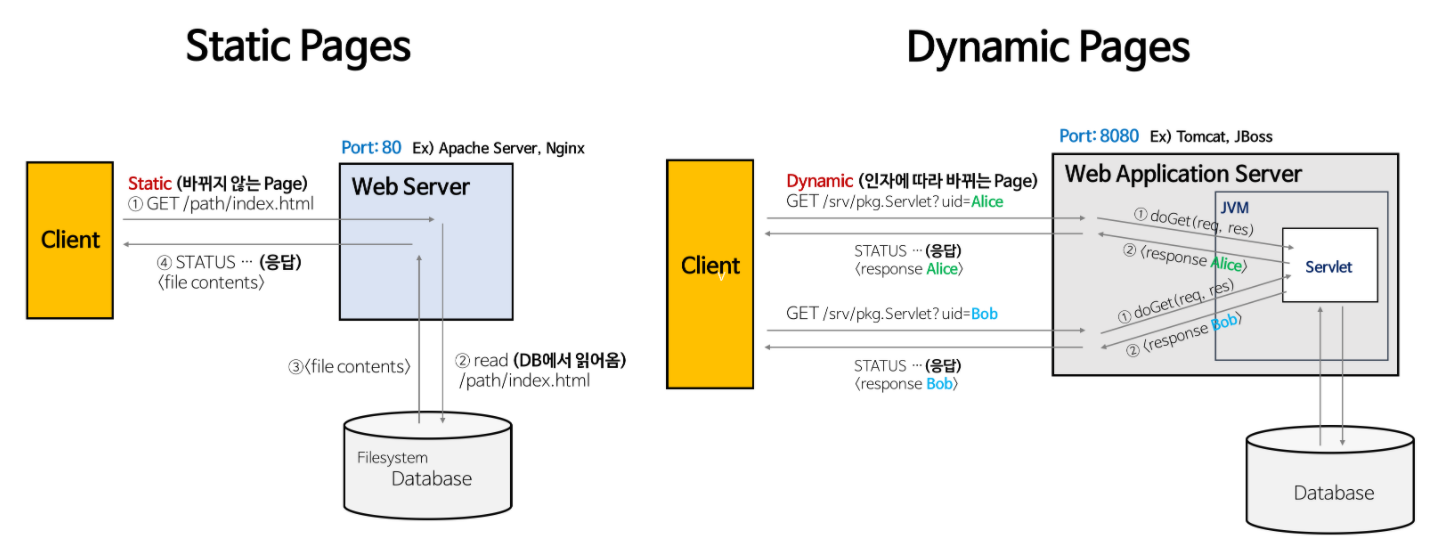 Static Pages
Port: 80 Ex) Apache Server, Nginx
Client
Static (바뀌지 않는 Page)
① GET /path/index.html
Web Server
④ STATUS ··· (응답)
〈file contents〉
③〈file contents〉
② read (DB에서 읽어옴)
/path/index.html
Filesystem
Database
Dynamic Pages
Port: 8080 Ex) Tomcat, JBoss
Client
Dynamic (인자에 따라 바뀌는 Page)
GET /srv/pkg.Servlet? uid=Alice
STATUS ··· (응답)
〈response Alice〉
GET /srv/pkg.Servlet? uid=Bob
STATUS ··· (응답)
〈response Bob〉
Web Application Server
JVM
① doGet(req, res)
② 〈response Alice〉
① doGet(req, res)
② 〈response Bob〉
Servlet
Database